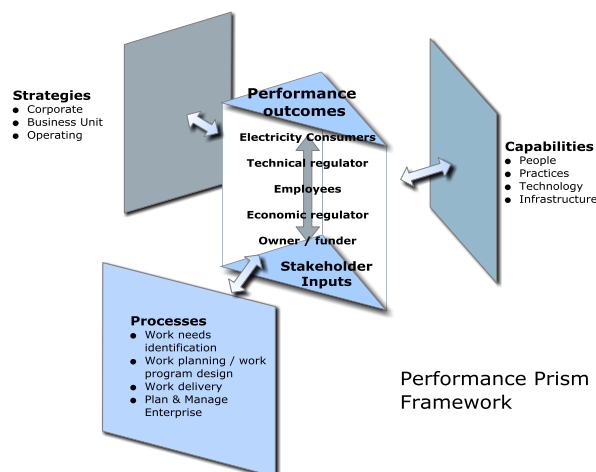 Strategies
● Corporate
● Business Unit
● Operating
Performance
outcomes
Electricity Consumers
Technical regulator
Employees
Economic regulator
Owner / funder
Stakeholder
Inputs
Capabilities
● People
● Practices
● Technology
● Infrastructure
Processes
● Work needs
identification
● Work planning / work
program design
● Work delivery
● Plan & Manage
Enterprise
Performance Prism
Framework